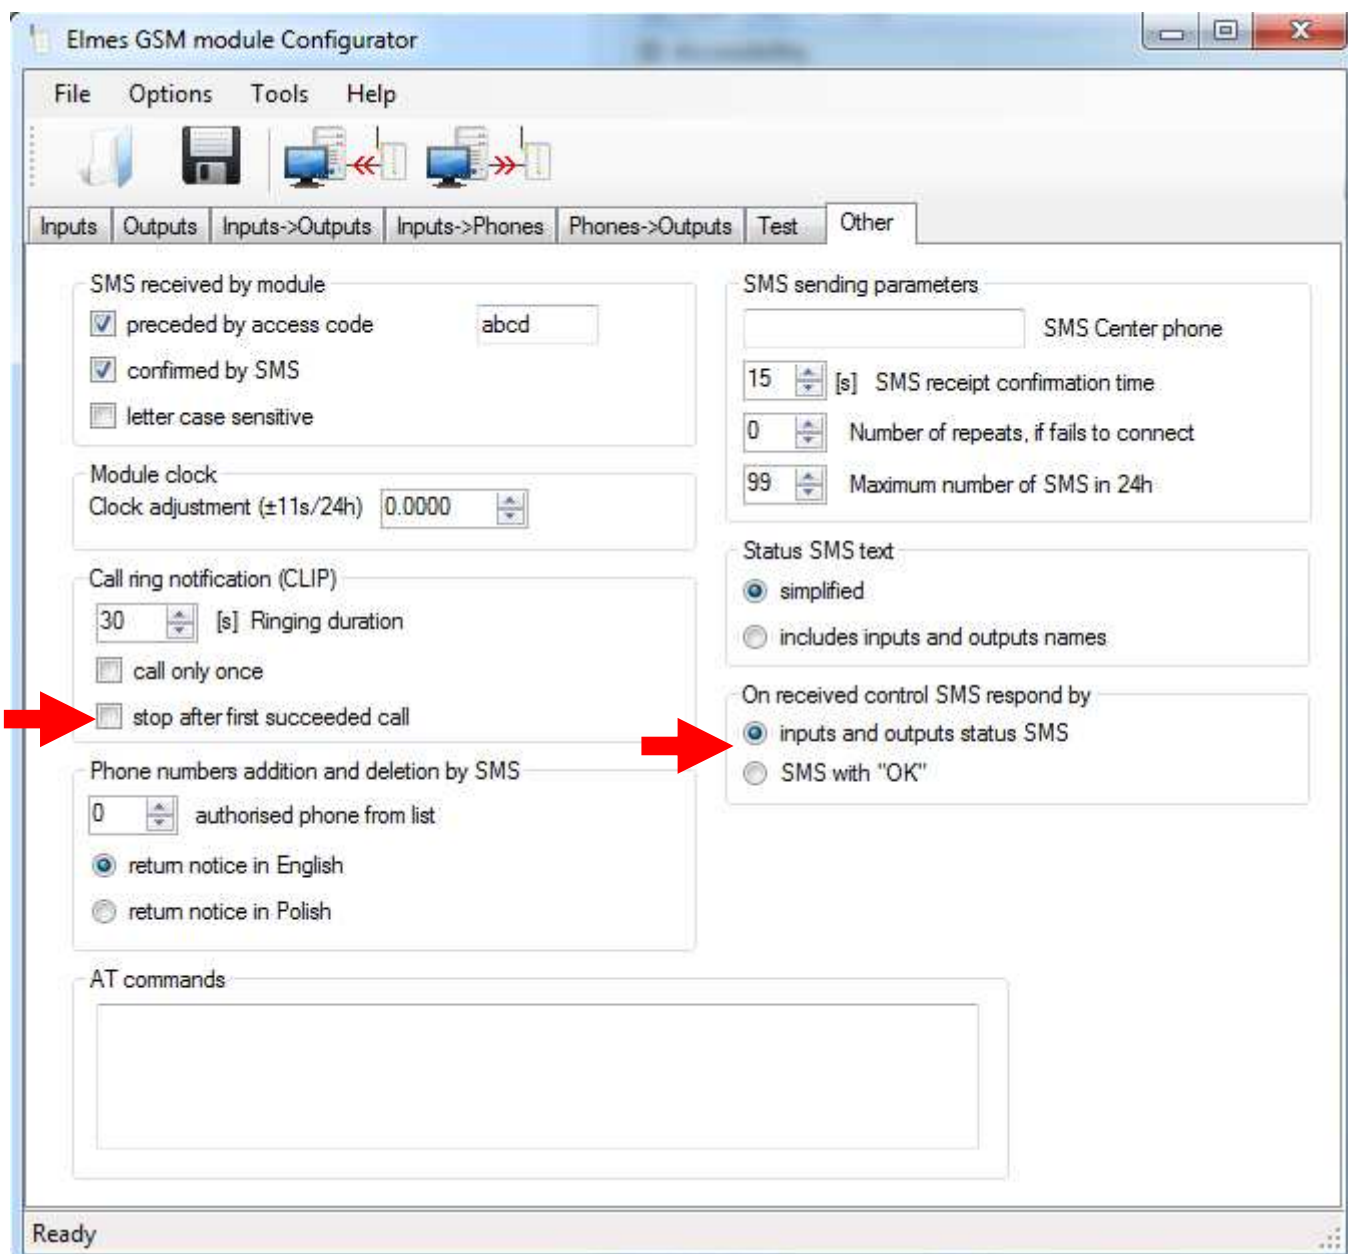 Elmes GSM module Configurator
File Options Tools Help
Inputs Outputs Inputs->Outputs Inputs->Phones Phones->Outputs Test Other
SMS received by module
preceded by access code abcd
confirmed by SMS
letter case sensitive
Module clock
Clock adjustment (±11s/24h) 0.0000
Call ring notification (CLIP)
30 [s] Ringing duration
call only once
stop after first succeeded call
Phone numbers addition and deletion by SMS
0 authorised phone from list
return notice in English
return notice in Polish
SMS sending parameters
SMS Center phone
15 [s] SMS receipt confirmation time
0 Number of repeats, if fails to connect
99 Maximum number of SMS in 24h
Status SMS text
simplified
includes inputs and outputs names
On received control SMS respond by
inputs and outputs status SMS
SMS with "OK"
AT commands
Ready